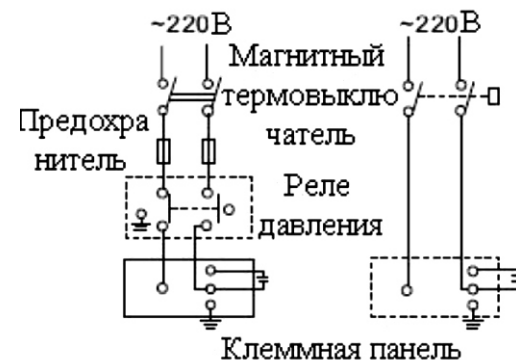 ~220В
~220В
Магнитный
термовыклю
чатель
Предохра
нитель
Реле
давления
Клеммная панель